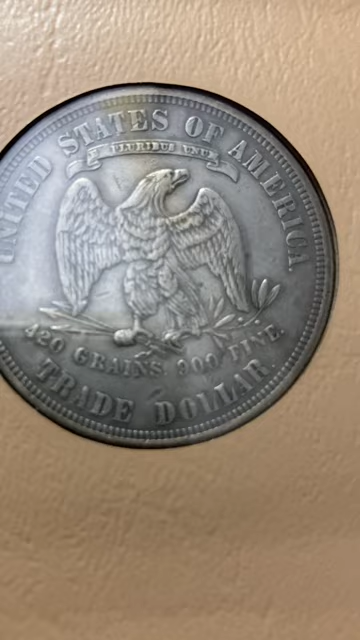 UNITED STATES OF AMERICA.
E PLURIBUS UNUM
420 GRAINS. 900 FINE.
TRADE DOLLAR.